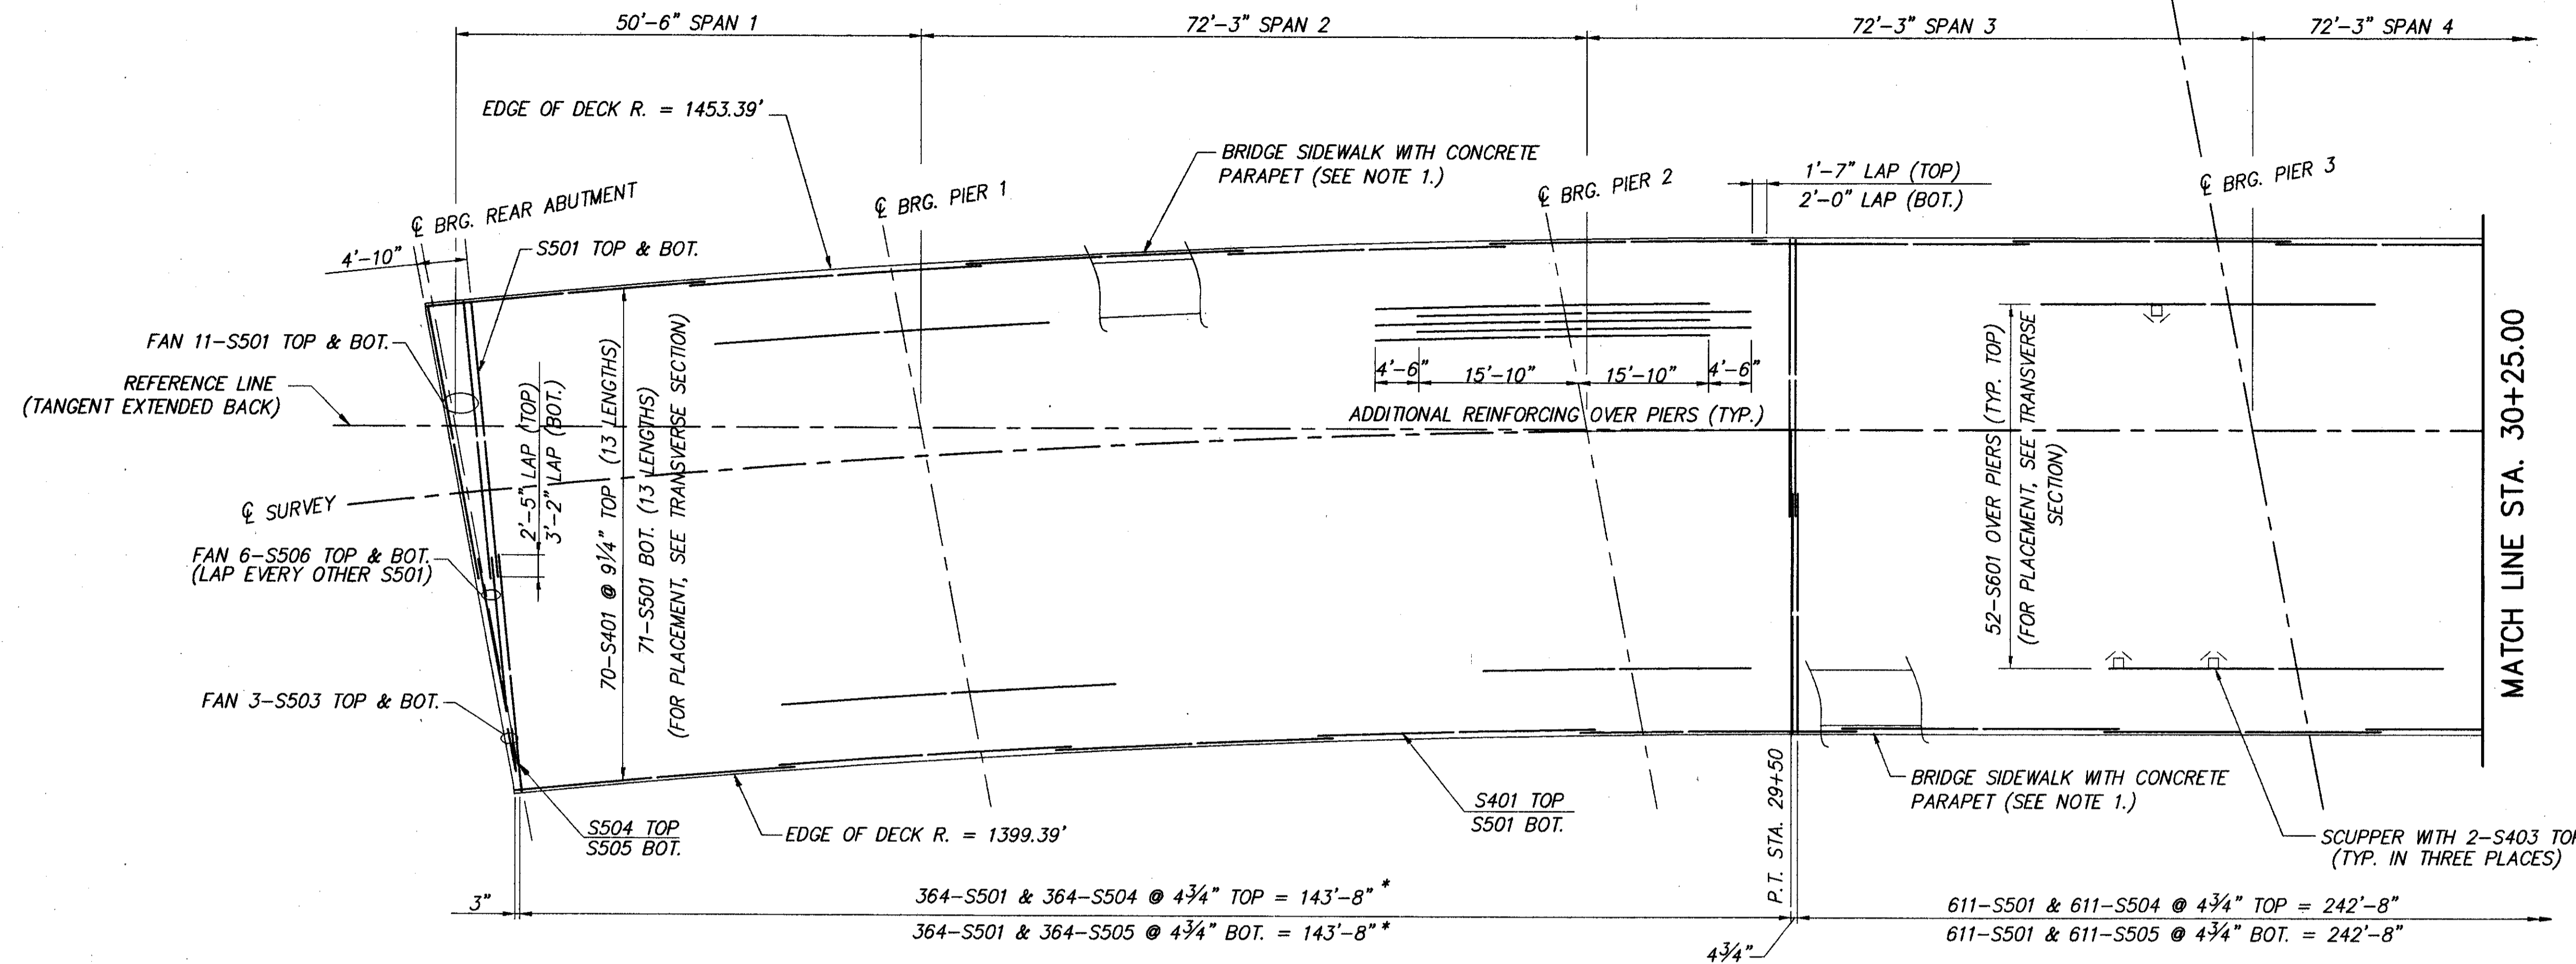 50'-6" SPAN 1
72'-3" SPAN 2
72'-3" SPAN 3
72'-3" SPAN 4
EDGE OF DECK R. = 1453.39'
BRIDGE SIDEWALK WITH CONCRETE
PARAPET (SEE NOTE 1.)
1'-7" LAP (TOP)
2'-0" LAP (BOT.)
℄ BRG. REAR ABUTMENT
℄ BRG. PIER 1
℄ BRG. PIER 2
℄ BRG. PIER 3
4'-10"
S501 TOP & BOT.
FAN 11-S501 TOP & BOT.
REFERENCE LINE
(TANGENT EXTENDED BACK)
℄ SURVEY
FAN 6-S506 TOP & BOT.
(LAP EVERY OTHER S501)
FAN 3-S503 TOP & BOT.
2'-5" LAP (TOP)
3'-2" LAP (BOT.)
70-S401 @ 9¼" TOP (13 LENGTHS)
71-S501 BOT. (13 LENGTHS)
(FOR PLACEMENT, SEE TRANSVERSE SECTION)
4'-6"
15'-10"
15'-10"
4'-6"
ADDITIONAL REINFORCING OVER PIERS (TYP.)
52-S601 OVER PIERS (TYP. TOP)
(FOR PLACEMENT, SEE TRANSVERSE
SECTION)
MATCH LINE STA. 30+25.00
S504 TOP
S505 BOT.
EDGE OF DECK R. = 1399.39'
S401 TOP
S501 BOT.
P.T. STA. 29+50
BRIDGE SIDEWALK WITH CONCRETE
PARAPET (SEE NOTE 1.)
SCUPPER WITH 2-S403 TOP
(TYP. IN THREE PLACES)
3"
364-S501 & 364-S504 @ 4¾" TOP = 143'-8" *
364-S501 & 364-S505 @ 4¾" BOT. = 143'-8" *
4¾"
611-S501 & 611-S504 @ 4¾" TOP = 242'-8"
611-S501 & 611-S505 @ 4¾" BOT. = 242'-8"